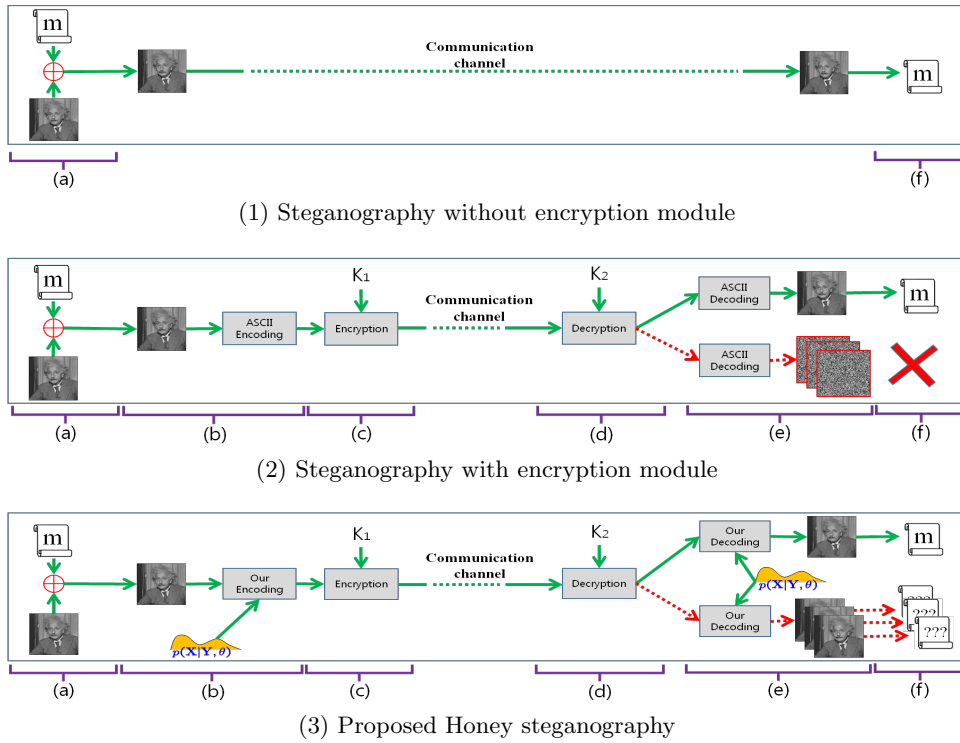 m
Communication
channel
m
(a)
(f)
(1) Steganography without encryption module
m
K1
K2
Communication
channel
ASCII
Encoding
Encryption
Decryption
ASCII
Decoding
m
ASCII
Decoding
(a)
(b)
(c)
(d)
(e)
(f)
(2) Steganography with encryption module
m
K1
K2
Communication
channel
Our
Encoding
Encryption
Decryption
Our
Decoding
m
p(X|Y,θ)
p(X|Y,θ)
Our
Decoding
???
???
???
(a)
(b)
(c)
(d)
(e)
(f)
(3) Proposed Honey steganography